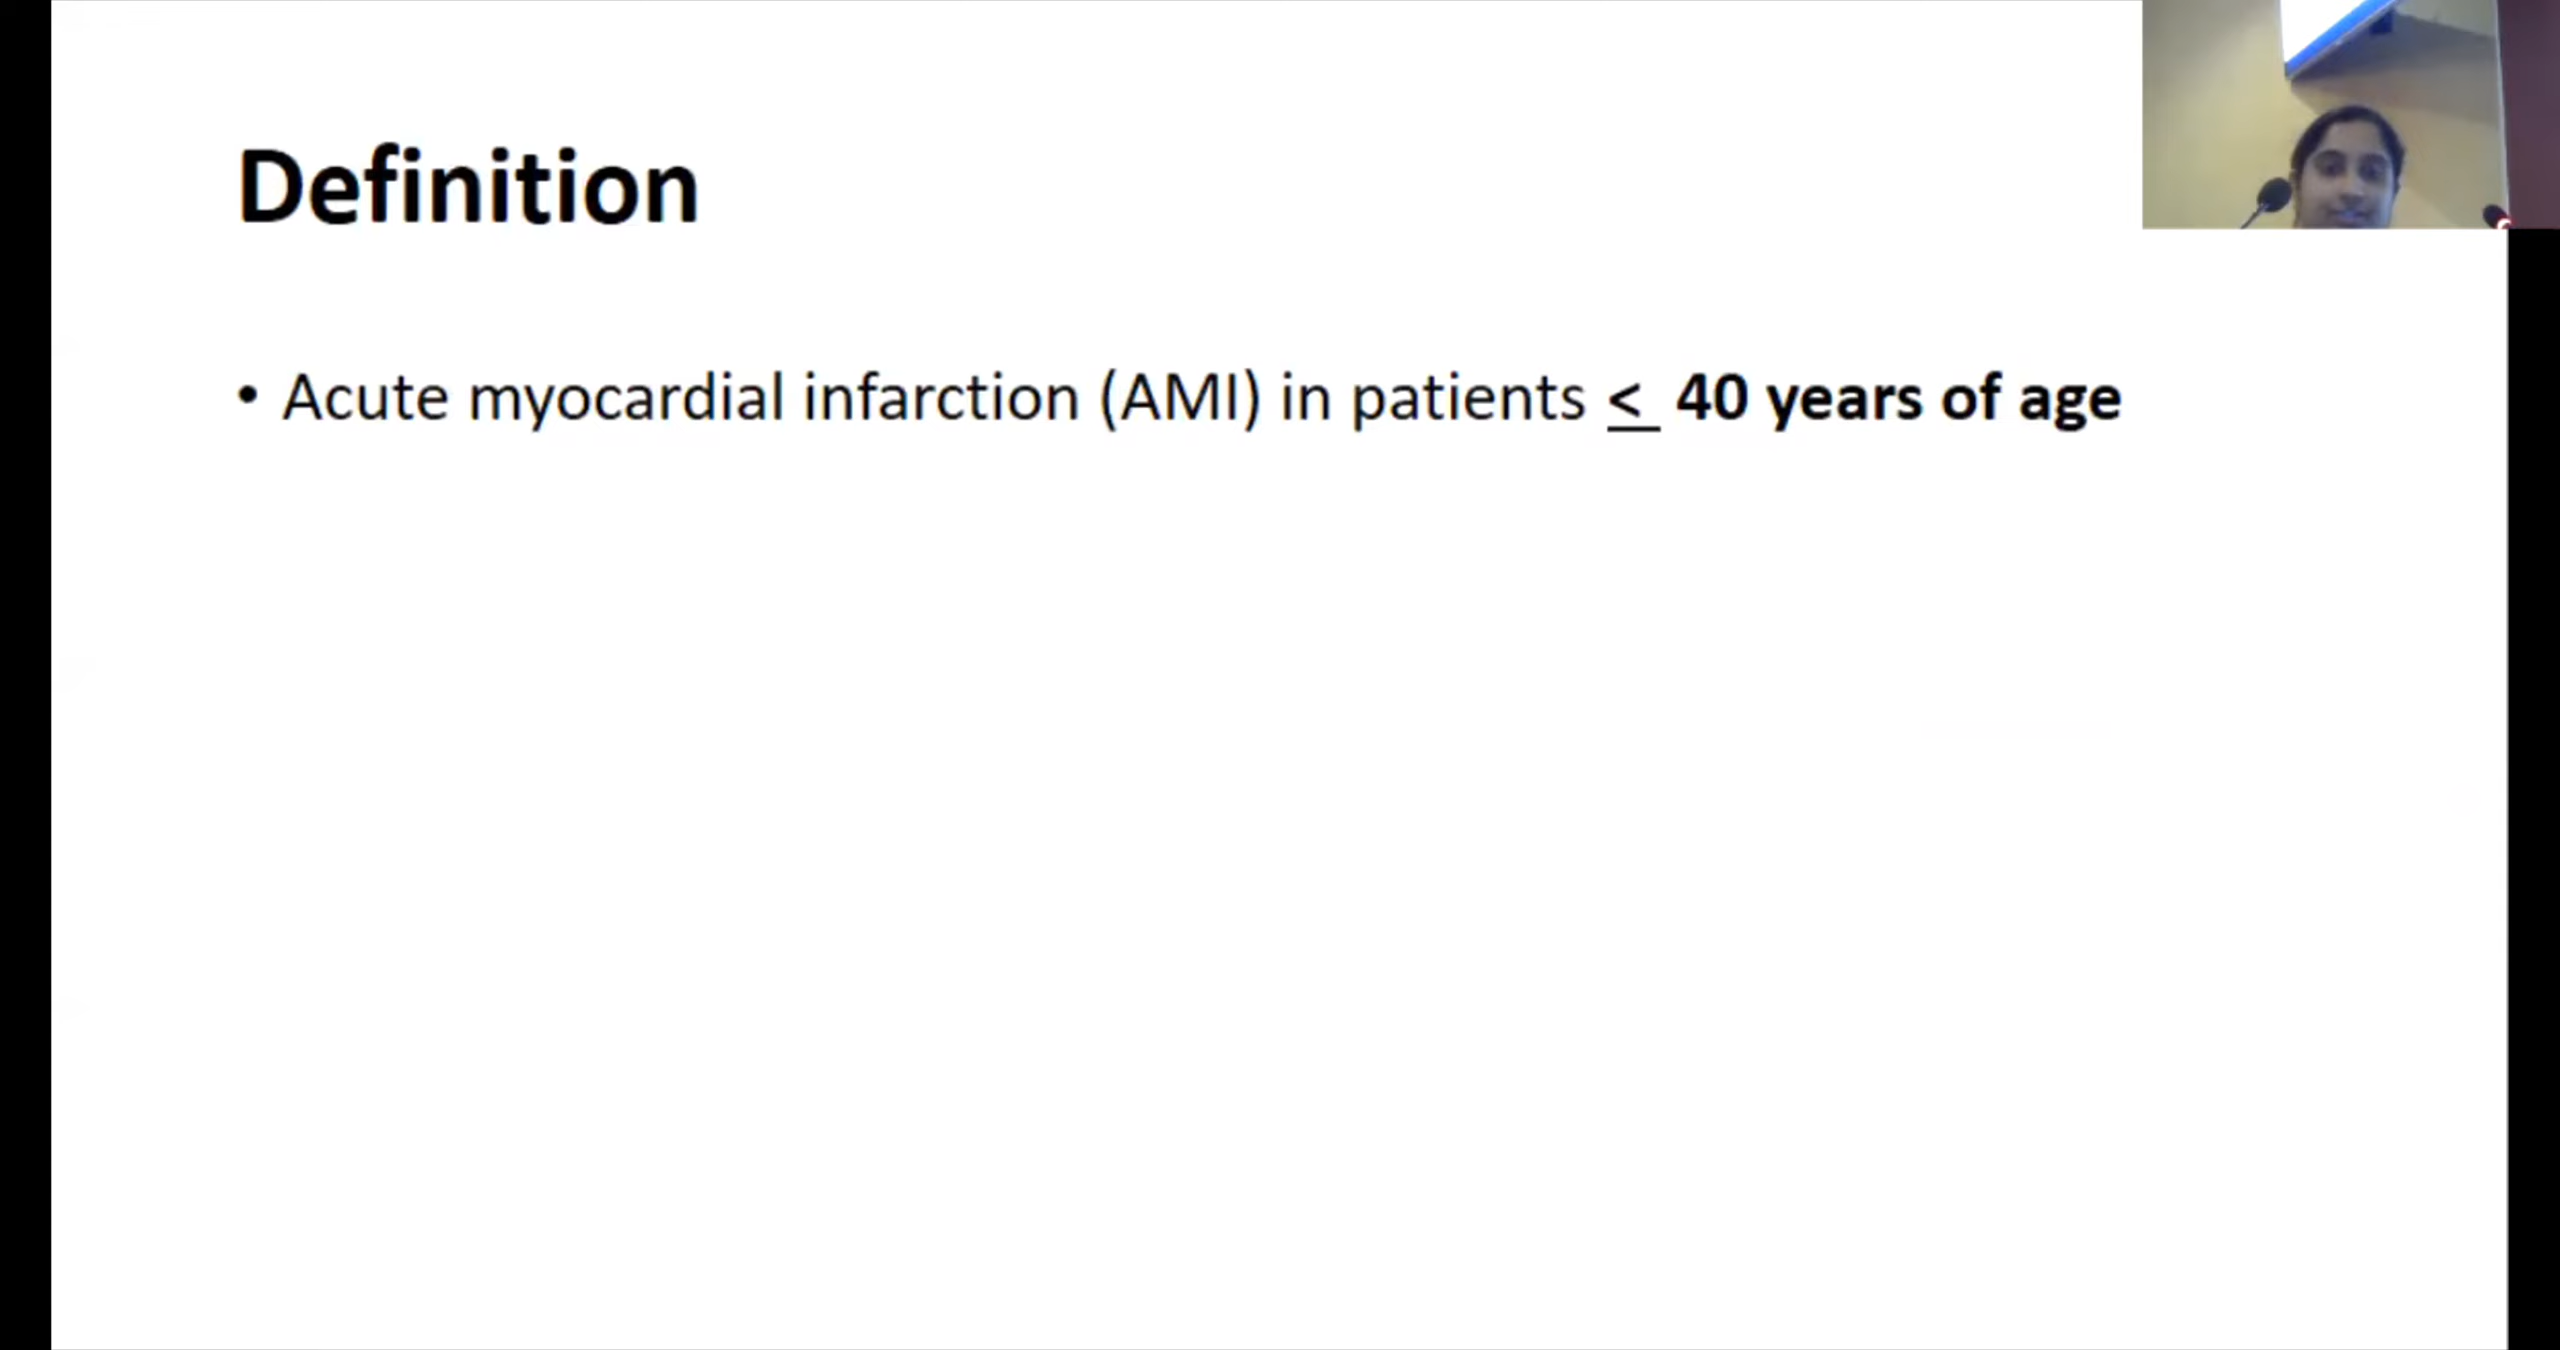 Definition
• Acute myocardial infarction (AMI) in patients < 40 years of age